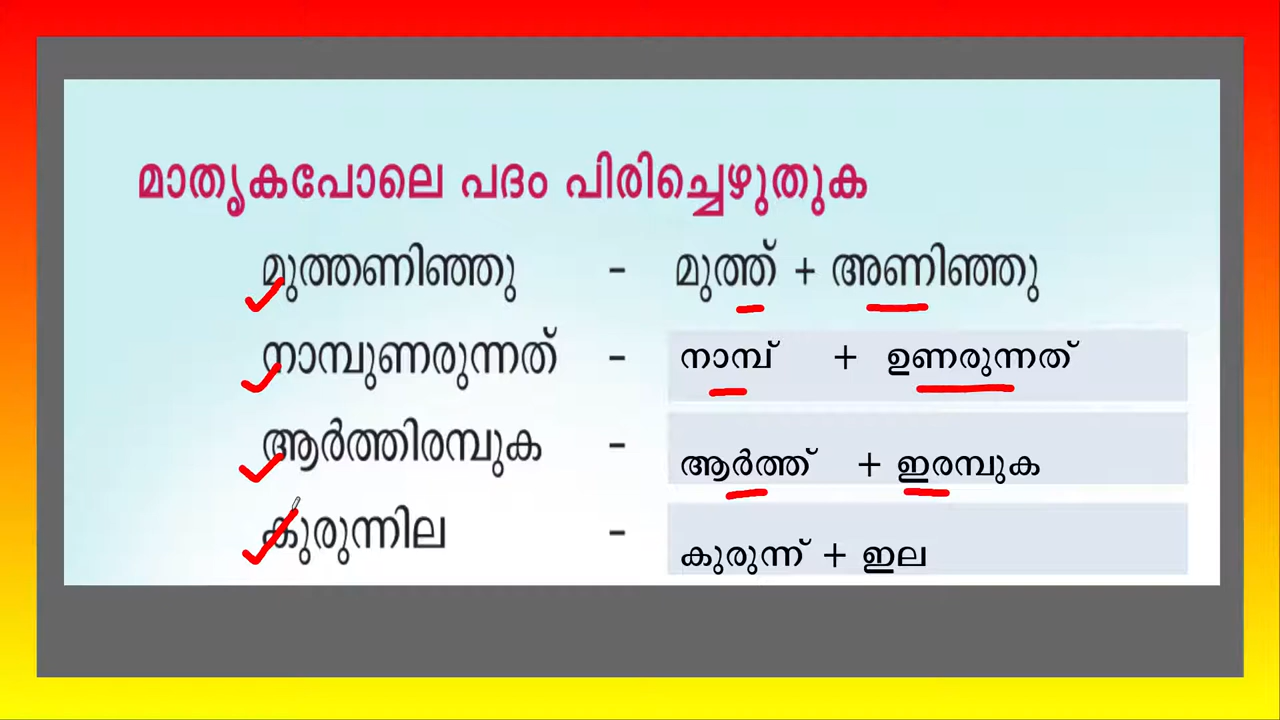 മാതൃകപോലെ പദം പിരിച്ചെഴുതുക
മുത്തണിഞ്ഞു - മുത്ത് + അണിഞ്ഞു
നാമ്പുണരുന്നത് - നാമ്പ് + ഉണരുന്നത്
ആർത്തിരമ്പുക - ആർത്ത് + ഇരമ്പുക
കുരുന്നില - കുരുന്ന് + ഇല